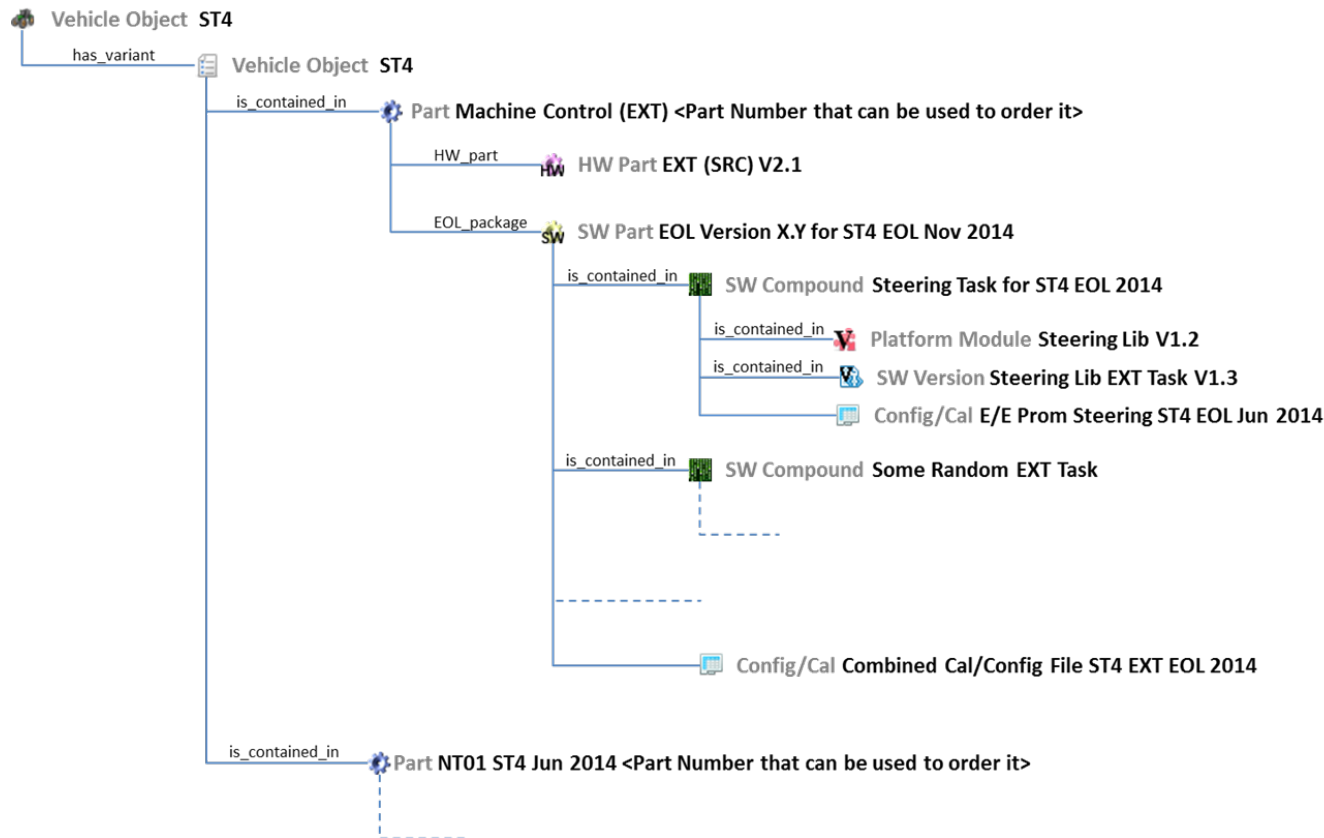 Vehicle Object ST4
has_variant
Vehicle Object ST4
is_contained_in
Part Machine Control (EXT) <Part Number that can be used to order it>
HW_part
HW HW Part EXT (SRC) V2.1
EOL_package
SW SW Part EOL Version X.Y for ST4 EOL Nov 2014
is_contained_in
SW Compound Steering Task for ST4 EOL 2014
is_contained_in
V Platform Module Steering Lib V1.2
is_contained_in
V SW Version Steering Lib EXT Task V1.3
Config/Cal E/E Prom Steering ST4 EOL Jun 2014
is_contained_in
SW Compound Some Random EXT Task
Config/Cal Combined Cal/Config File ST4 EXT EOL 2014
is_contained_in
Part NT01 ST4 Jun 2014 <Part Number that can be used to order it>